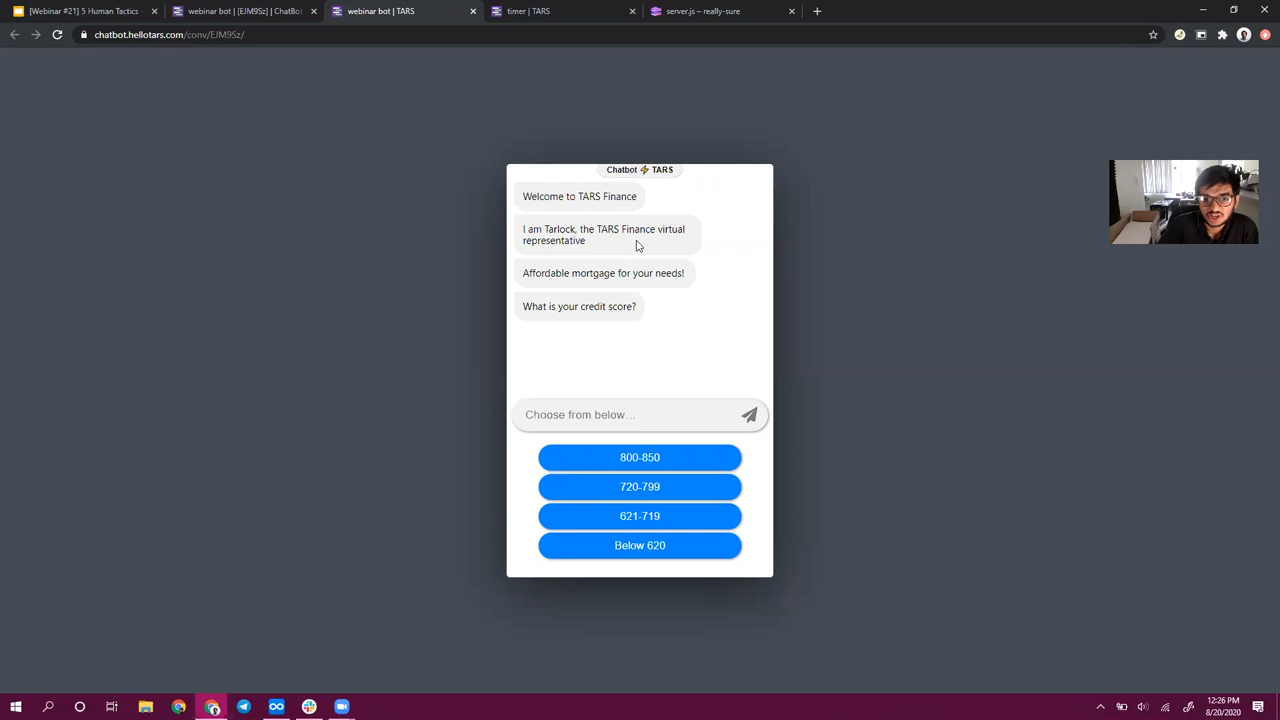 [Webinar #21] 5 Human Tactics -
webinar bot | [EJM9Sz] | ChatBot
webinar bot | TARS
timer | TARS
server.js – really-sure
chatbot.hellotars.com/conv/EJM9Sz/
Chatbot ⚡ TARS
Welcome to TARS Finance
I am Tarlock, the TARS Finance virtual
representative
Affordable mortgage for your needs!
What is your credit score?
Choose from below...
800-850
720-799
621-719
Below 620
12:26 PM
8/20/2020